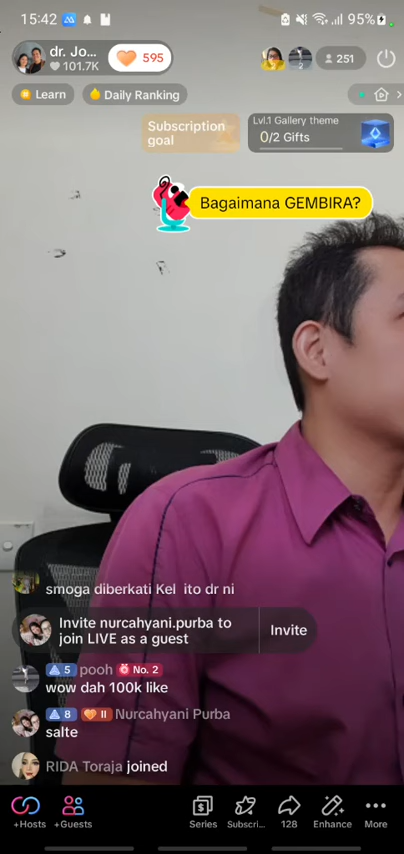 15:42
95%
dr. Jo...
101.7K
595
2
251
Learn
Daily Ranking
Subscription
goal
Lvl.1 Gallery theme
0/2 Gifts
Bagaimana GEMBIRA?
smoga diberkati Kel ito dr ni
Invite nurcahyani.purba to
join LIVE as a guest
Invite
5 pooh No. 2
wow dah 100k like
8 II Nurcahyani Purba
salte
RIDA Toraja joined
+Hosts
+Guests
Series
Subscri...
128
Enhance
More